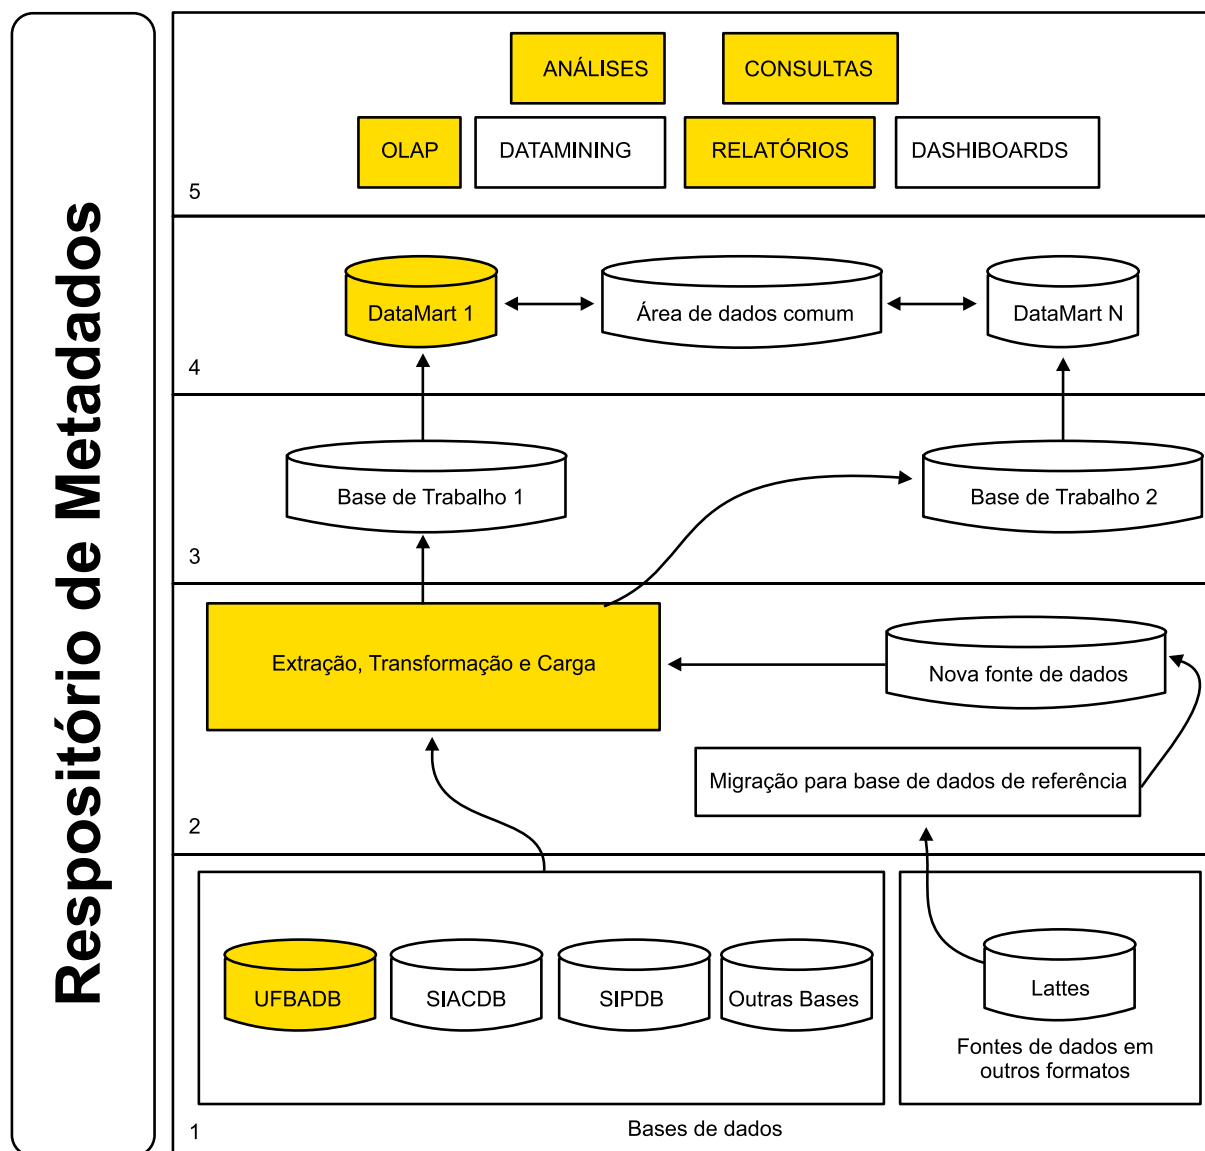 Respositório de Metadados
ANÁLISES
CONSULTAS
OLAP
DATAMINING
RELATÓRIOS
DASHIBOARDS
5
DataMart 1
Área de dados comum
DataMart N
4
Base de Trabalho 1
Base de Trabalho 2
3
Extração, Transformação e Carga
Nova fonte de dados
Migração para base de dados de referência
2
UFBADB
SIACDB
SIPDB
Outras Bases
Lattes
Fontes de dados em
outros formatos
1
Bases de dados